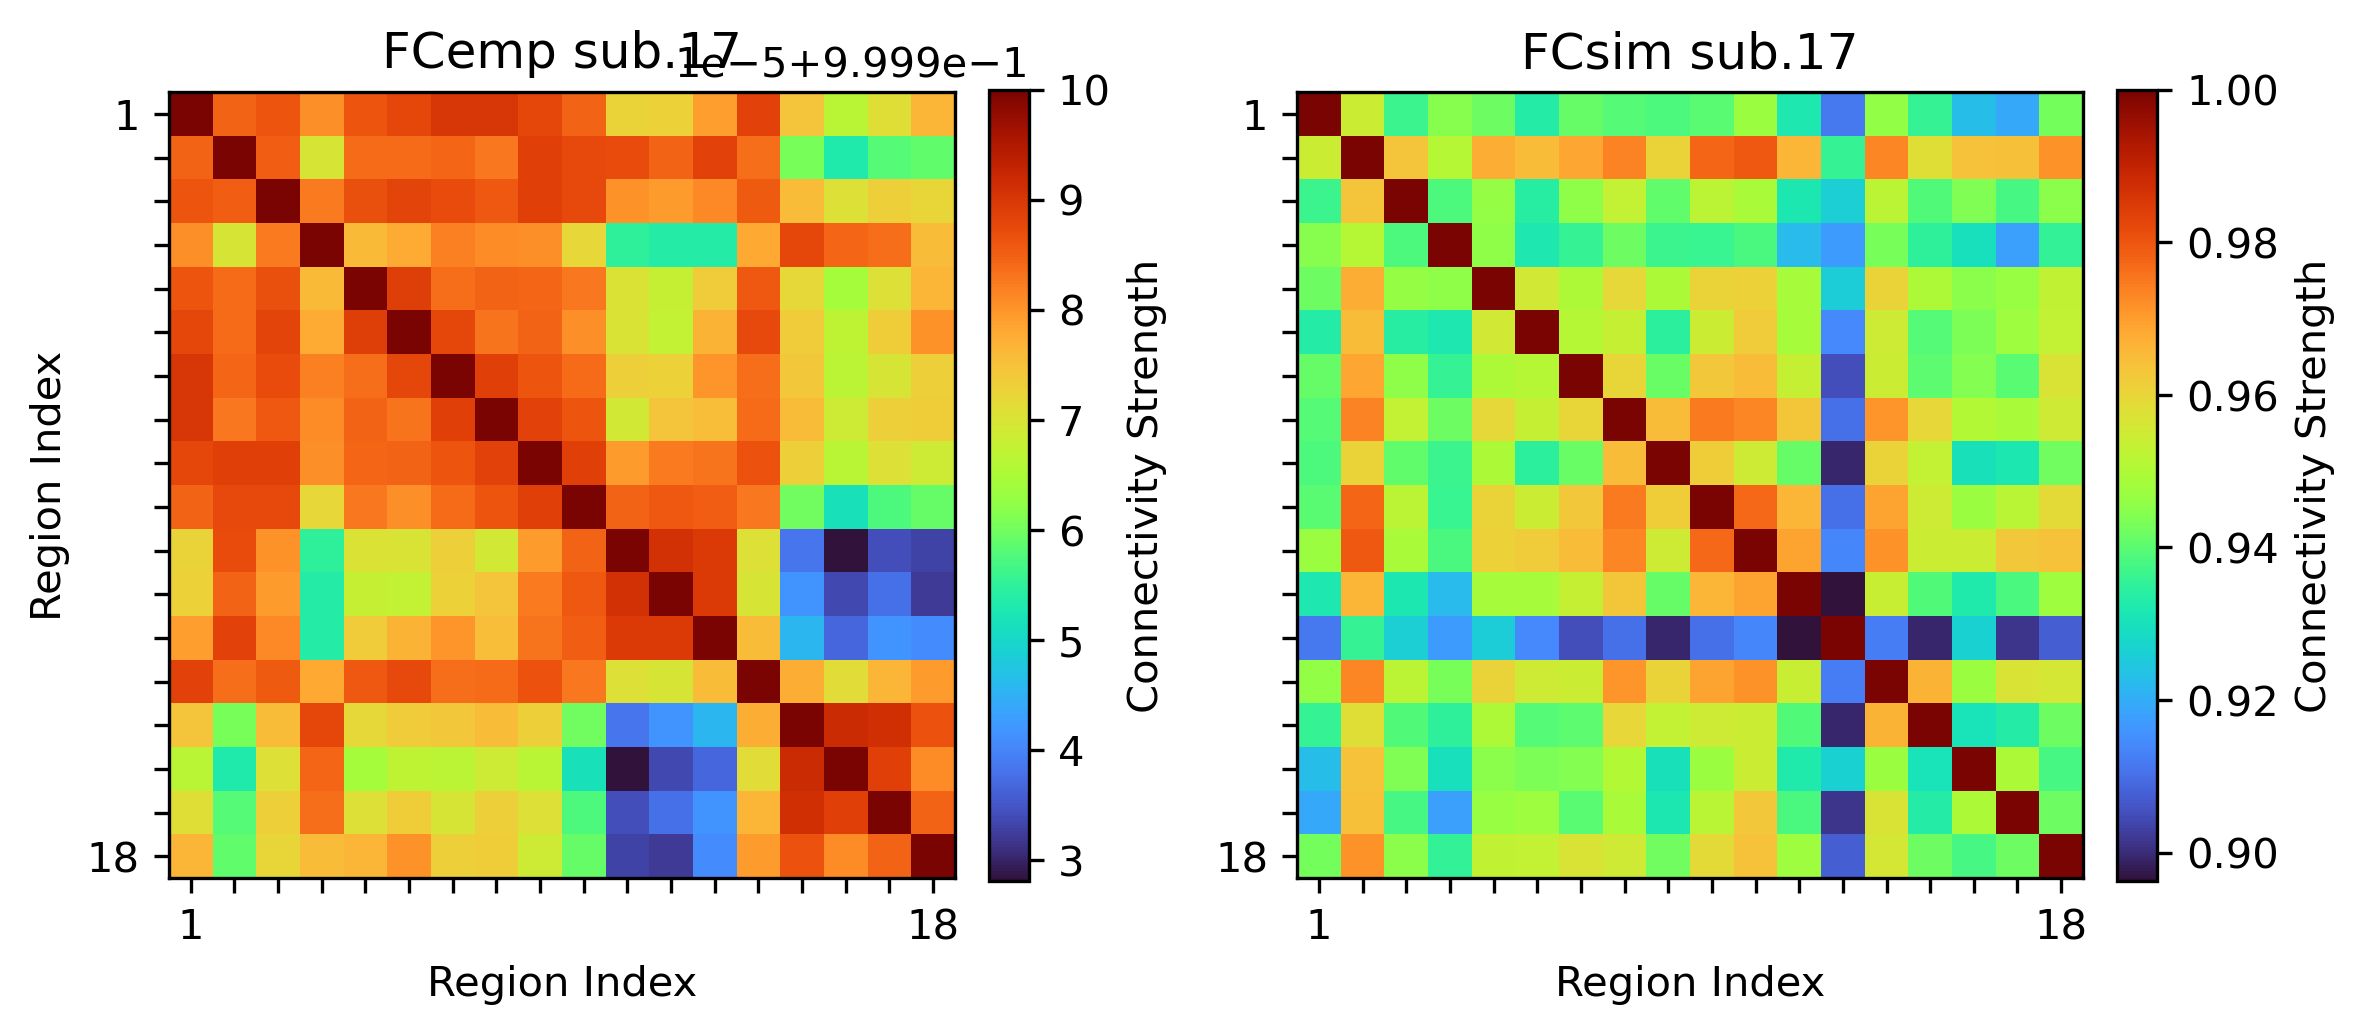 FCemp sub.17
1e−5+9.999e−1
1
18
Region Index
1
18
Region Index
10
9
8
7
6
5
4
3
Connectivity Strength
FCsim sub.17
1
18
1
18
Region Index
1.00
0.98
0.96
0.94
0.92
0.90
Connectivity Strength